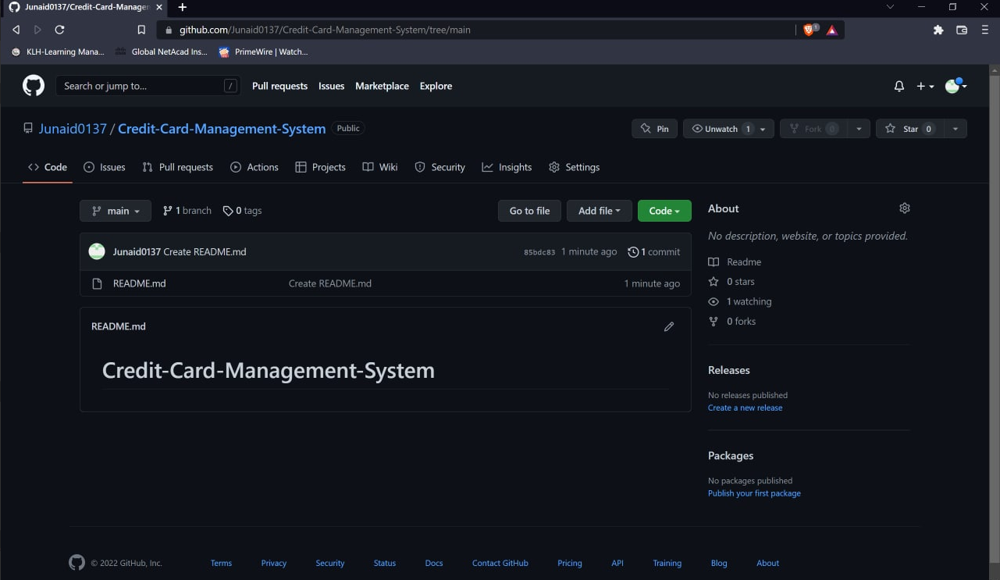 Junaid0137/Credit-Card-Managen
github.com/Junaid0137/Credit-Card-Management-System/tree/main
1
KLH-Learning Mana... Global NetAcad Ins... PrimeWire | Watch...
Search or jump to... / Pull requests Issues Marketplace Explore
Junaid0137 / Credit-Card-Management-System Public Pin Unwatch 1 Fork 0 Star 0
Code Issues Pull requests Actions Projects Wiki Security Insights Settings
main 1 branch 0 tags Go to file Add file Code
Junaid0137 Create README.md 85bdc83 1 minute ago 1 commit
README.md Create README.md 1 minute ago
README.md
Credit-Card-Management-System
About
No description, website, or topics provided.
Readme
0 stars
1 watching
0 forks
Releases
No releases published
Create a new release
Packages
No packages published
Publish your first package
© 2022 GitHub, Inc. Terms Privacy Security Status Docs Contact GitHub Pricing API Training Blog About